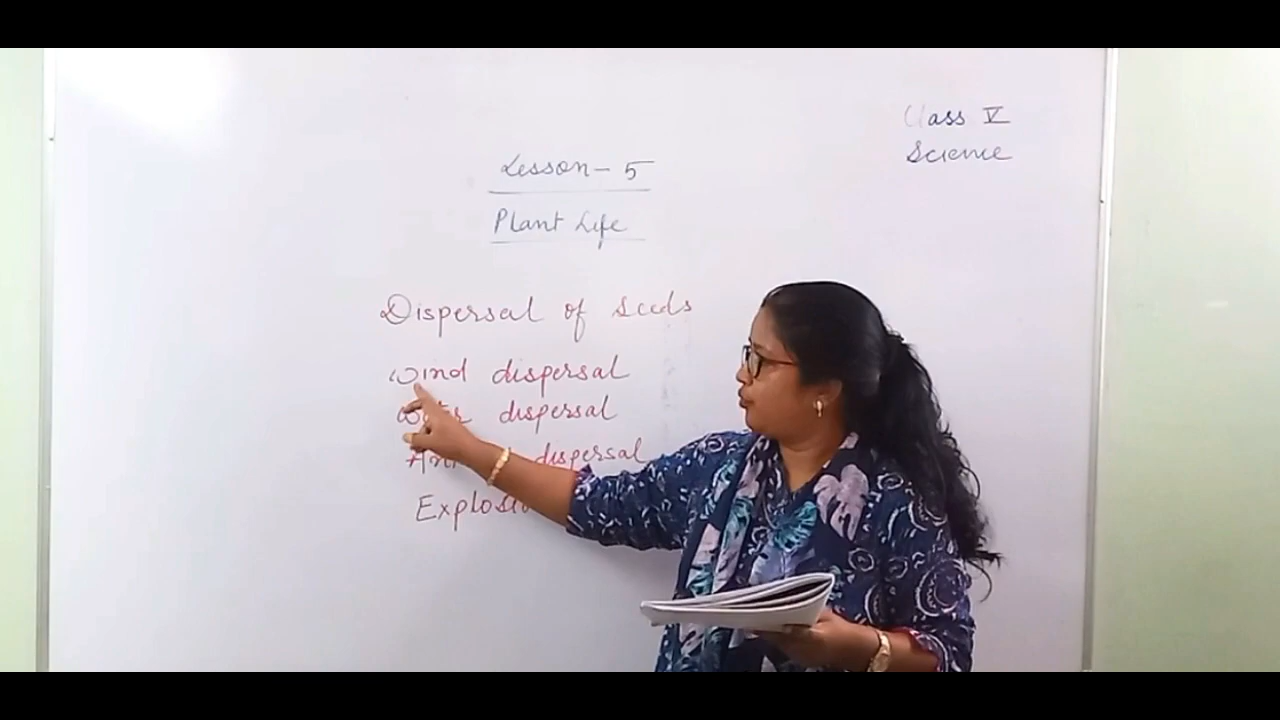 Class V
Science
Lesson - 5
Plant Life
Dispersal of seeds
Wind dispersal
dispersal
dispersal